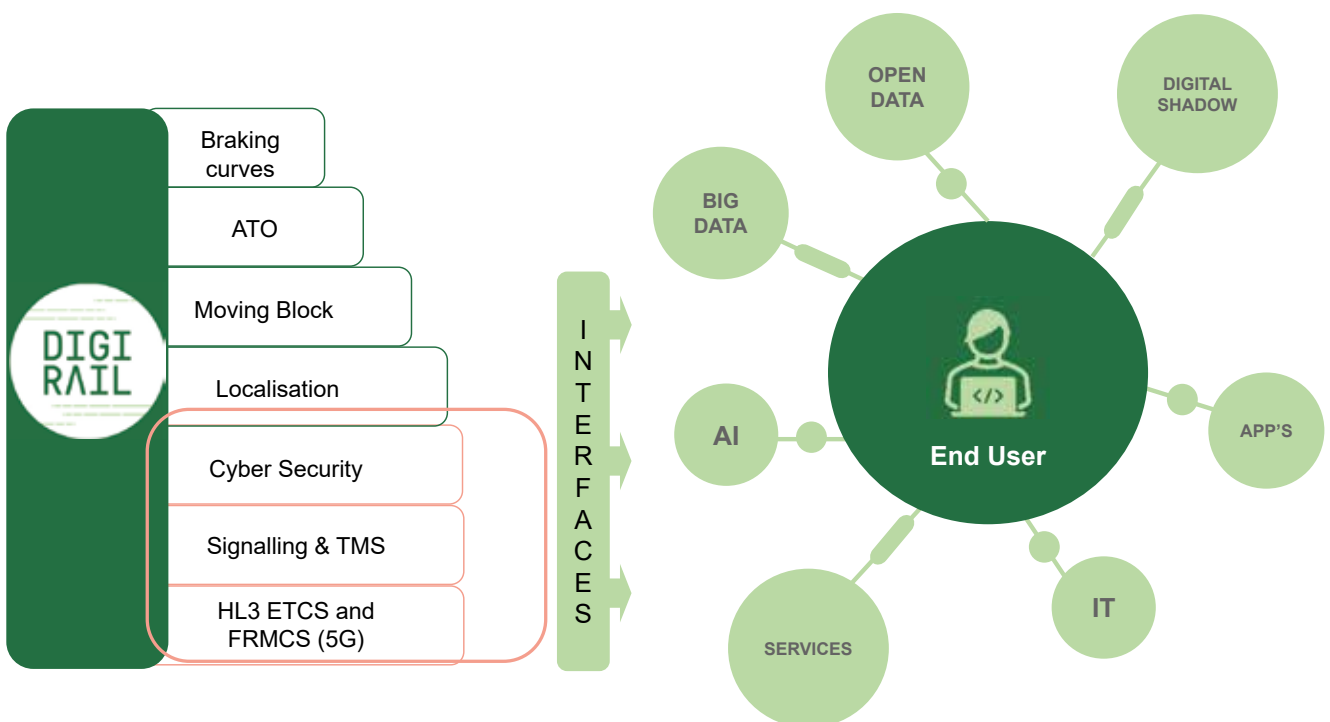 DIGI
RAIL
Braking
curves
ATO
Moving Block
Localisation
Cyber Security
Signalling & TMS
HL3 ETCS and
FRMCS (5G)
INTERFACES
OPEN
DATA
DIGITAL
SHADOW
BIG
DATA
AI
</>
End User
APP'S
IT
SERVICES